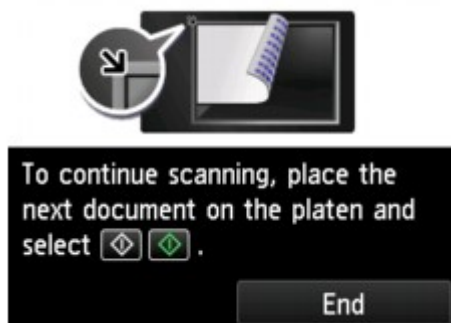 To continue scanning, place the
next document on the platen and
select .
End